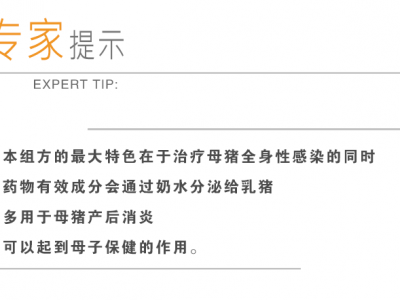 专家提示
EXPERT TIP:
本组方的最大特色在于治疗母猪全身性感染的同时
药物有效成分会通过奶水分泌给乳猪
多用于母猪产后消炎
可以起到母子保健的作用。